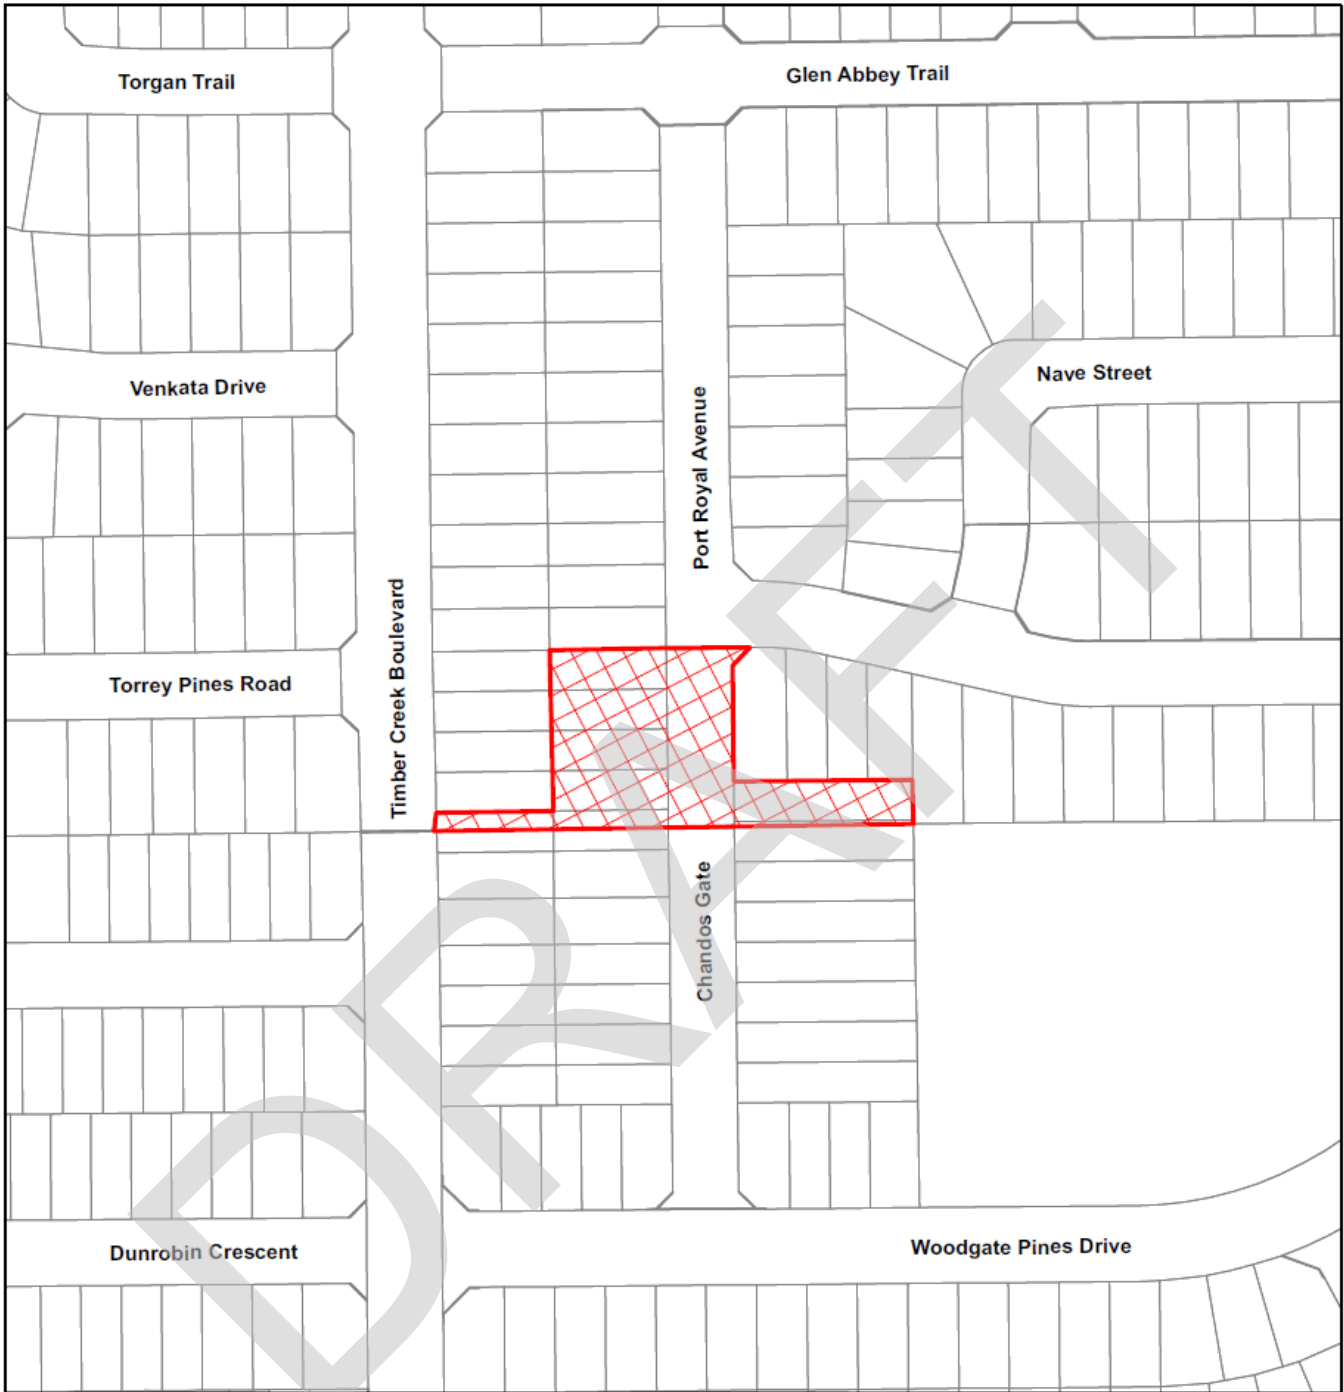 Torgan Trail
Glen Abbey Trail
Venkata Drive
Nave Street
Port Royal Avenue
Timber Creek Boulevard
Torrey Pines Road
Chandos Gate
Dunrobin Crescent
Woodgate Pines Drive
DRAFT